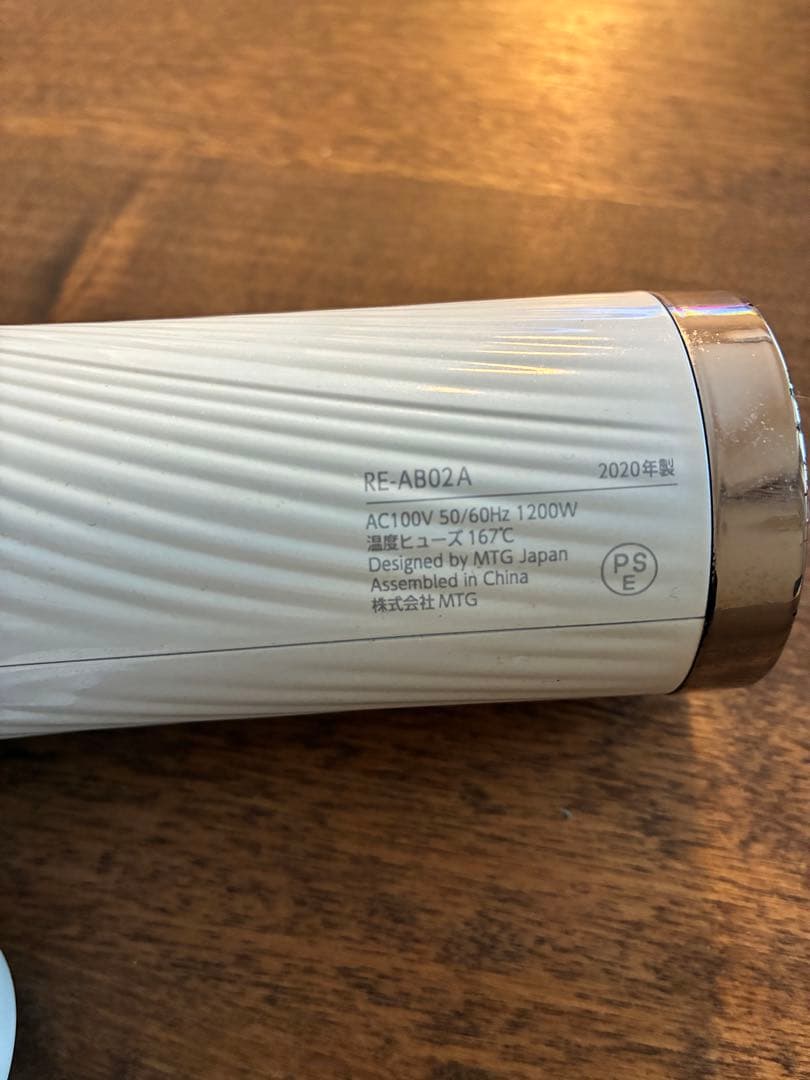 RE-AB02A 2020年製
AC100V 50/60Hz 1200W
温度ヒューズ 167℃
Designed by MTG Japan
Assembled in China
株式会社 MTG
PS
E